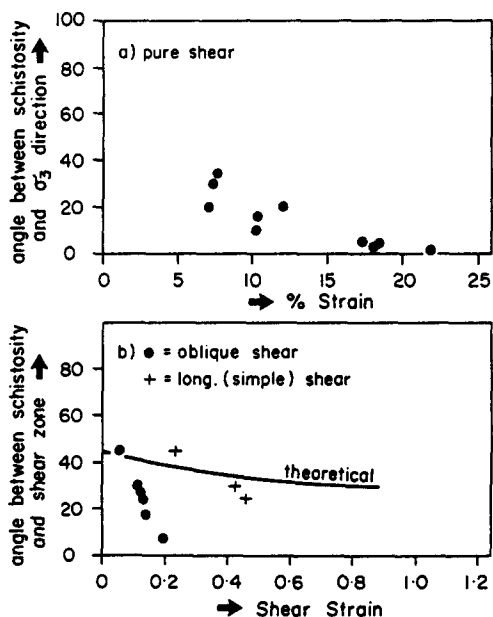 angle between schistosity
and σ₃ direction
100
80
60
40
20
0
a) pure shear
0 5 10 15 20 25
% Strain
angle between schistosity
and shear zone
80
60
40
20
0
b) ● = oblique shear
+ = long. (simple) shear
theoretical
0 0·2 0·4 0·6 0·8 1·0 1·2
Shear Strain